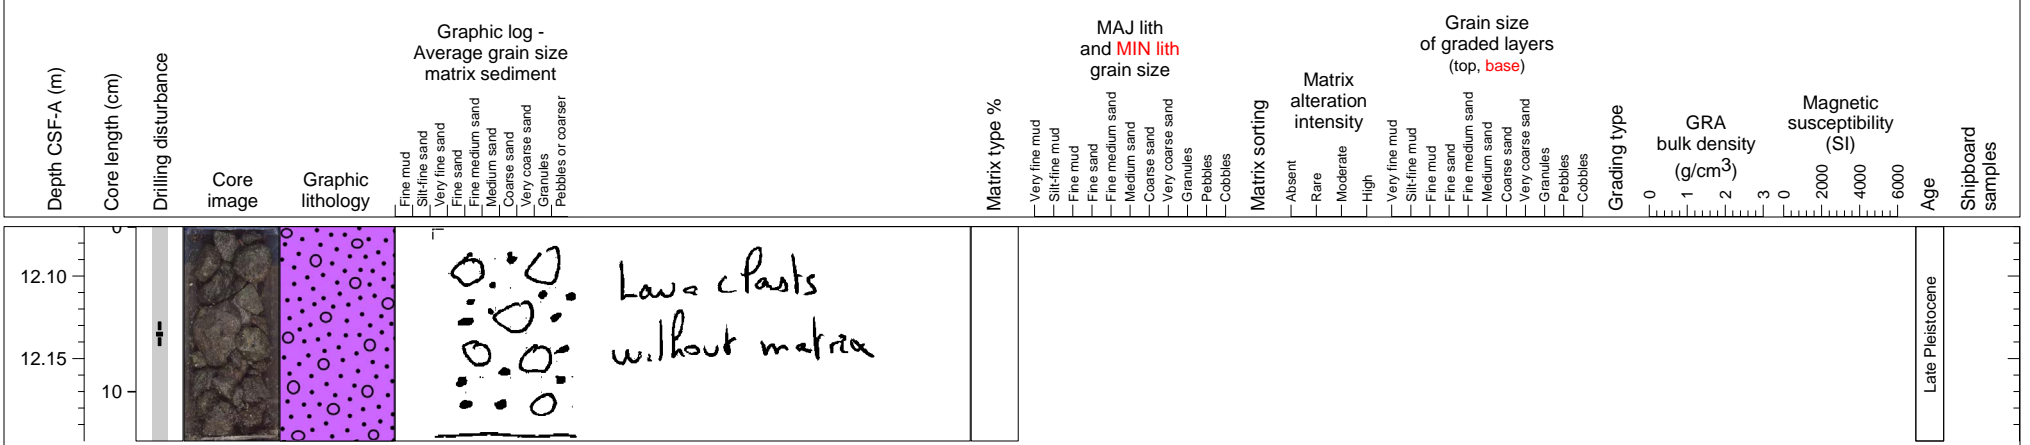 Depth CSF-A (m)
Core length (cm)
Drilling disturbance
Core
image
Graphic
lithology
Graphic log -
Average grain size
matrix sediment
Fine mud
Silt-fine sand
Very fine sand
Fine sand
Fine medium sand
Medium sand
Coarse sand
Very coarse sand
Granules
Pebbles or coarser
Matrix type %
MAJ lith
and MIN lith
grain size
Very fine mud
Silt-fine mud
Fine mud
Fine sand
Fine medium sand
Medium sand
Coarse sand
Very coarse sand
Granules
Pebbles
Cobbles
Matrix sorting
Matrix
alteration
intensity
Absent
Rare
Moderate
High
Grain size
of graded layers
(top, base)
Very fine mud
Silt-fine mud
Fine mud
Fine sand
Fine medium sand
Medium sand
Coarse sand
Very coarse sand
Granules
Pebbles
Cobbles
Grading type
GRA
bulk density
(g/cm3)
0 1 2 3
Magnetic
susceptibility
(SI)
0 2000 4000 6000
Age
Shipboard
samples
0
12.10
12.15
10
Lava clasts
without matrix
Late Pleistocene